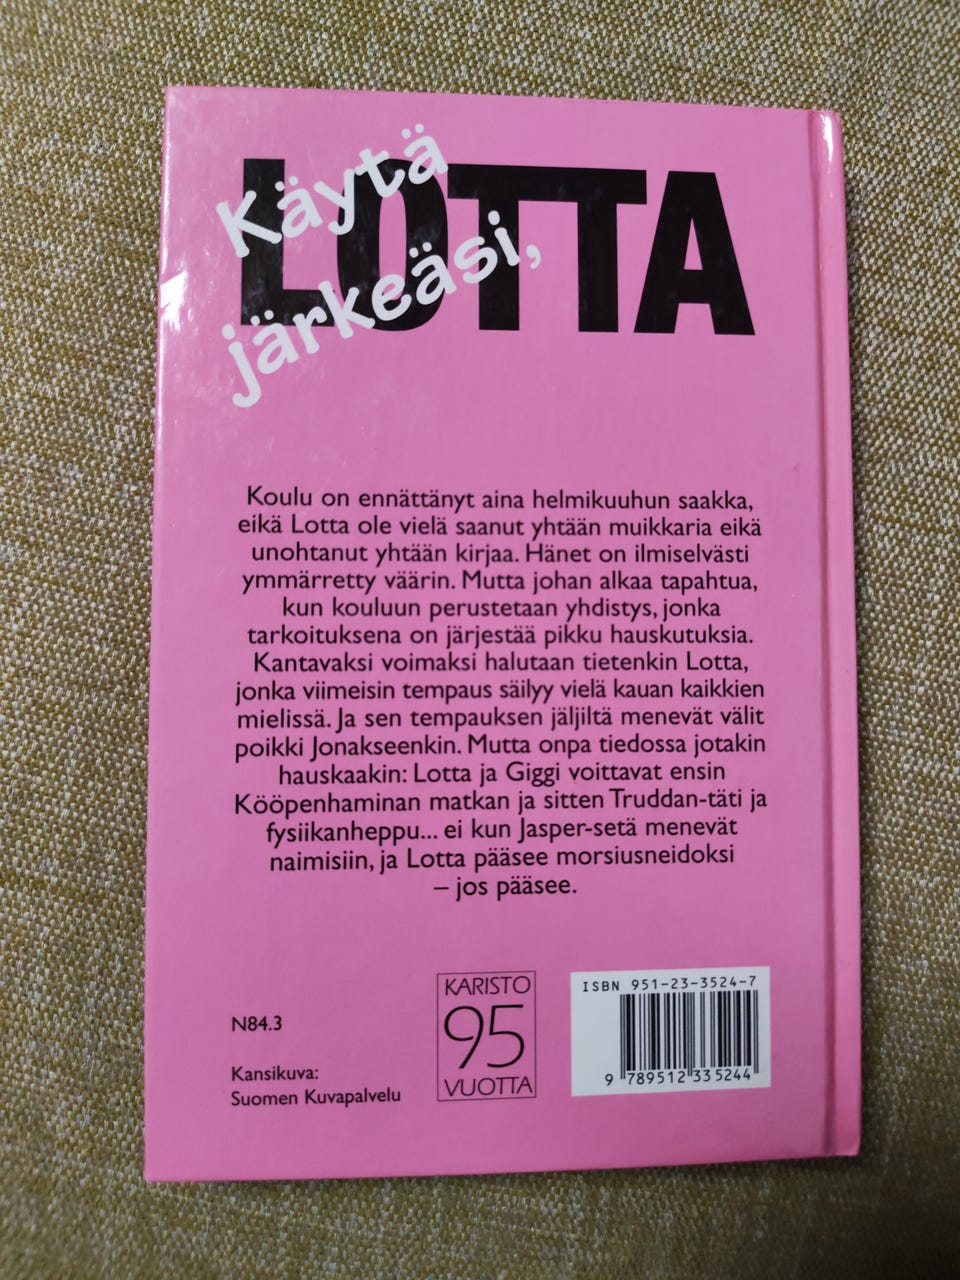 Käytä
järkeäsi,
LOTTA
Koulu on ennättänyt aina helmikuuhun saakka,
eikä Lotta ole vielä saanut yhtään muikkaria eikä
unohtanut yhtään kirjaa. Hänet on ilmiselvästi
ymmärretty väärin. Mutta johan alkaa tapahtua,
kun kouluun perustetaan yhdistys, jonka
tarkoituksena on järjestää pikku hauskutuksia.
Kantavaksi voimaksi halutaan tietenkin Lotta,
jonka viimeisin tempaus säilyy vielä kauan kaikkien
mielissä. Ja sen tempauksen jäljiltä menevät välit
poikki Jonakseenkin. Mutta onpa tiedossa jotakin
hauskaakin: Lotta ja Giggi voittavat ensin
Kööpenhaminan matkan ja sitten Truddan-täti ja
fysiikanheppu... ei kun Jasper-setä menevät
naimisiin, ja Lotta pääsee morsiusneidoksi
– jos pääsee.
N84.3
Kansikuva:
Suomen Kuvapalvelu
KARISTO
95
VUOTTA
ISBN 951-23-3524-7
9 789512 335244